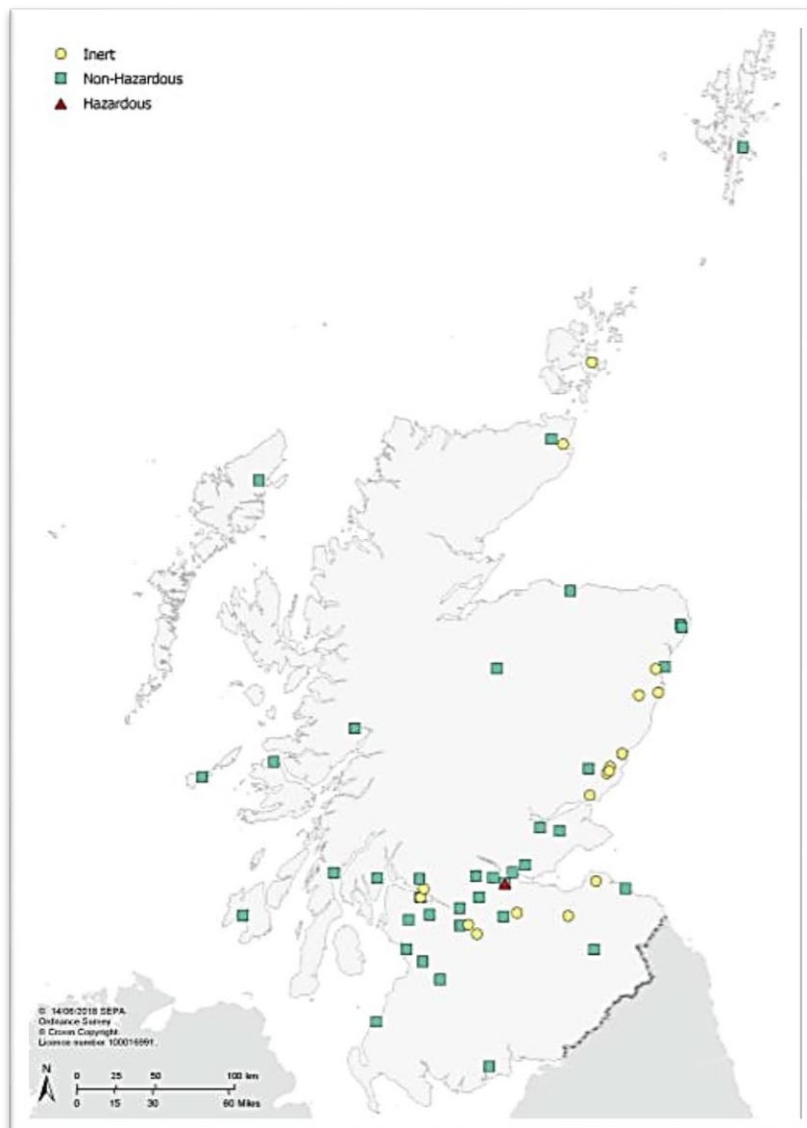 Inert
Non-Hazardous
Hazardous
© 14/06/2018 SEPA
Ordnance Survey
© Crown Copyright.
Licence number 100016991.
N
0 25 50 100 km
0 15 30 60 Miles